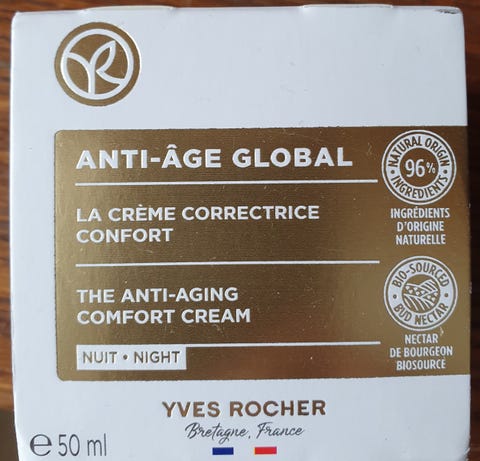 ANTI-ÂGE GLOBAL
LA CRÈME CORRECTRICE
CONFORT
THE ANTI-AGING
COMFORT CREAM
NUIT • NIGHT
NATURAL ORIGIN
96%
INGREDIENTS
INGRÉDIENTS
D'ORIGINE
NATURELLE
BIO-SOURCED
BUD NECTAR
NECTAR
DE BOURGEON
BIOSOURCÉ
YVES ROCHER
Bretagne, France
℮ 50 ml